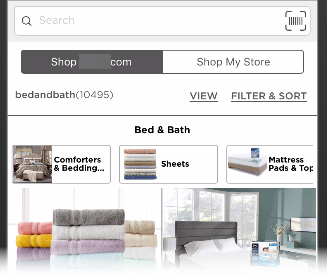 Search
Shop .com
Shop My Store
bedandbath(10495)
VIEW
FILTER & SORT
Bed & Bath
Comforters
& Bedding...
Sheets
Mattress
Pads & Top